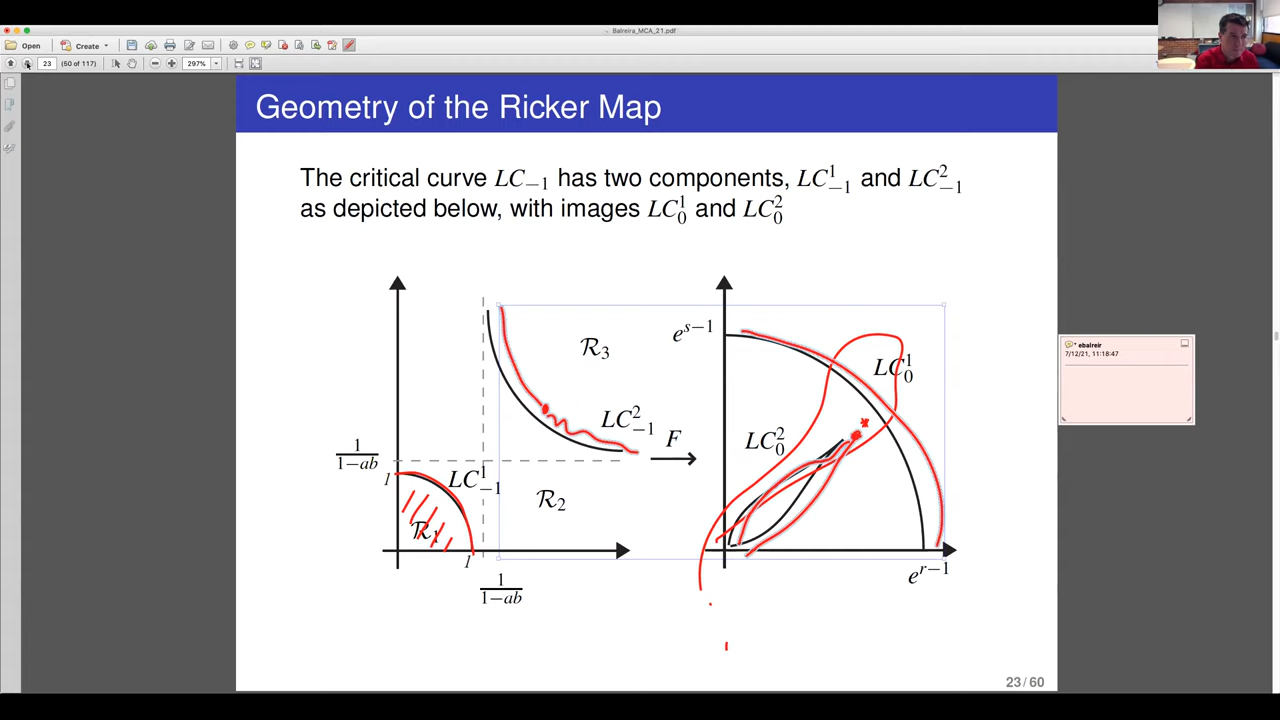 Balreira_MCA_21.pdf
Open
Create
23
(50 of 117)
297%
Geometry of the Ricker Map
The critical curve LC₋₁ has two components, LC¹₋₁ and LC²₋₁
as depicted below, with images LC¹₀ and LC²₀
R₃
LC²₋₁
1/(1−ab)
1
LC¹₋₁
R₁
R₂
1
1/(1−ab)
F
e^{s−1}
LC¹₀
LC²₀
e^{r−1}
ebalreir
7/12/21, 11:18:47
23 / 60